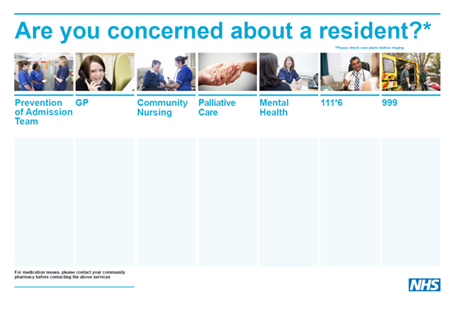 Are you concerned about a resident?*
*Please check care plans before ringing
Prevention
of Admission
Team
GP
Community
Nursing
Palliative
Care
Mental
Health
111*6
999
For medication issues, please contact your community
pharmacy before contacting the above services
NHS